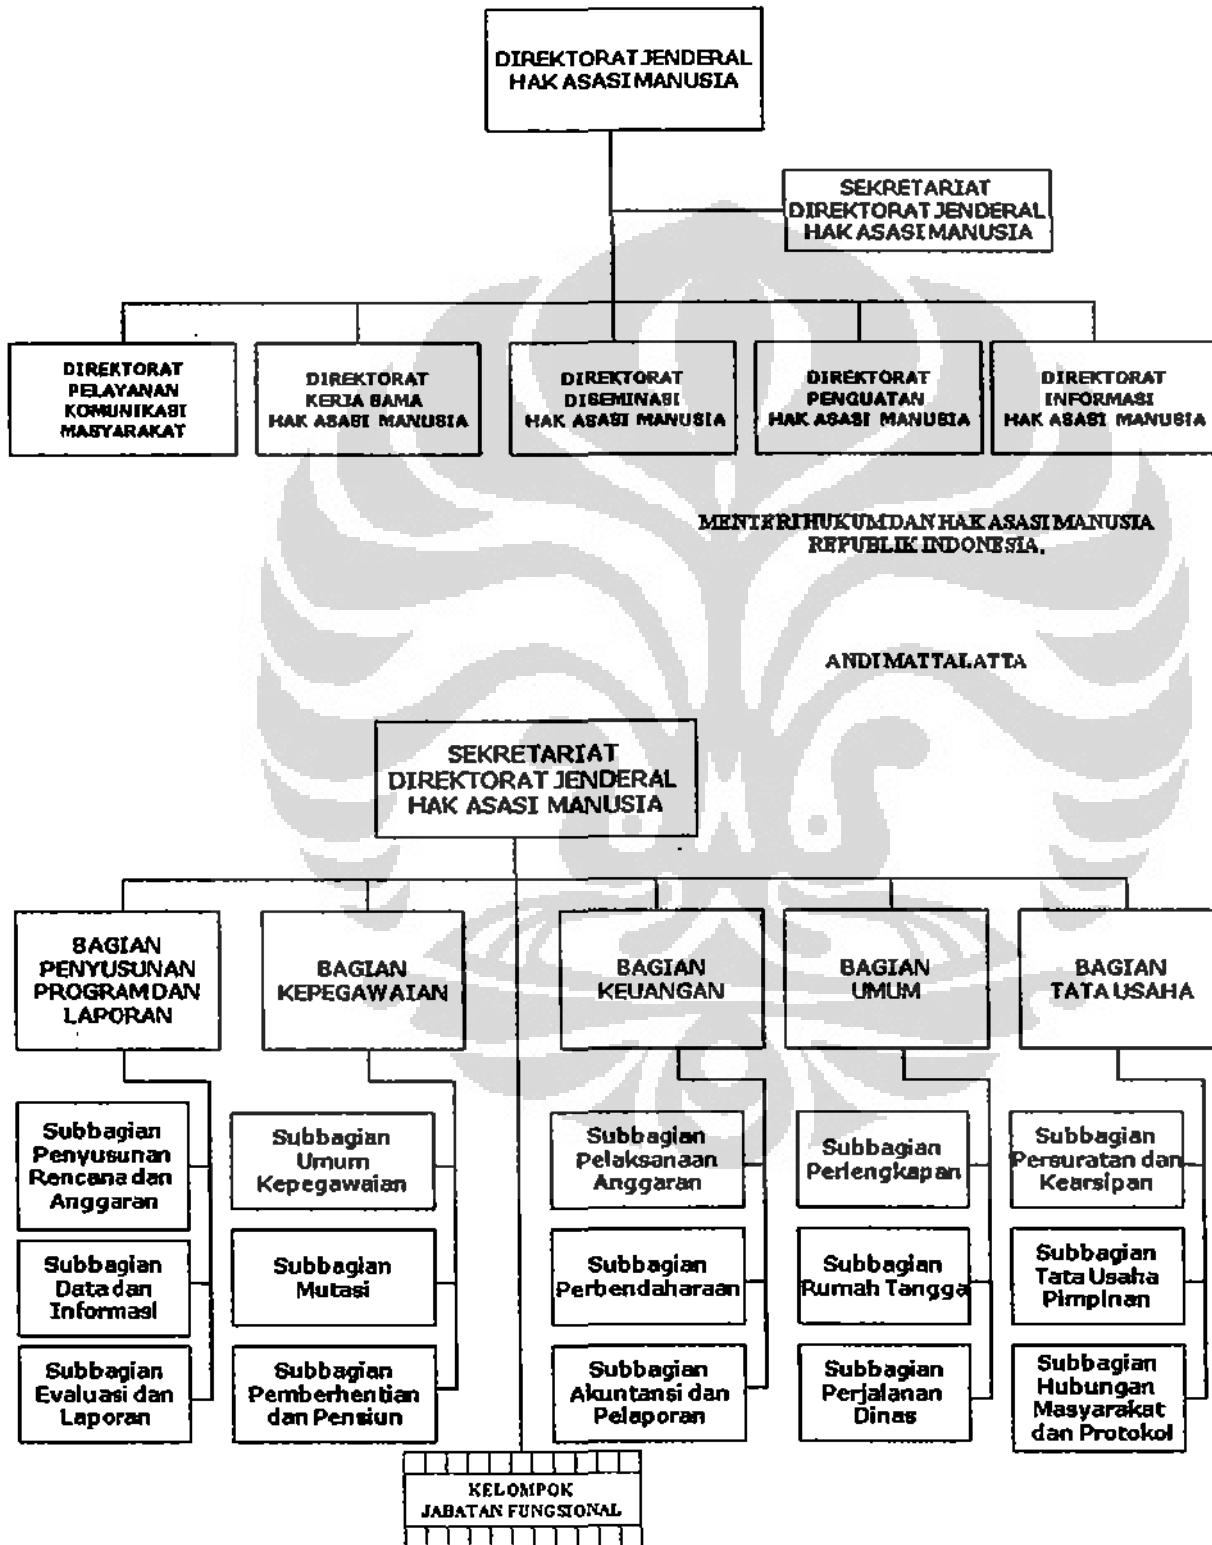 DIREKTORAT JENDERAL
HAK ASASI MANUSIA
SEKRETARIAT
DIREKTORAT JENDERAL
HAK ASASI MANUSIA
DIREKTORAT
PELAYANAN
KOMUNIKASI
MASYARAKAT
DIREKTORAT
KERJA SAMA
HAK ASASI MANUSIA
DIREKTORAT
DISEMINASI
HAK ASASI MANUSIA
DIREKTORAT
PENGUATAN
HAK ASASI MANUSIA
DIREKTORAT
INFORMASI
HAK ASASI MANUSIA
MENTERI HUKUM DAN HAK ASASI MANUSIA
REPUBLIK INDONESIA,
ANDI MATTALATTA
SEKRETARIAT
DIREKTORAT JENDERAL
HAK ASASI MANUSIA
BAGIAN
PENYUSUNAN
PROGRAM DAN
LAPORAN
BAGIAN
KEPEGAWAIAN
BAGIAN
KEUANGAN
BAGIAN
UMUM
BAGIAN
TATA USAHA
Subbagian
Penyusunan
Rencana dan
Anggaran
Subbagian
Umum
Kepegawaian
Subbagian
Pelaksanaan
Anggaran
Subbagian
Perlengkapan
Subbagian
Persuratan dan
Kearsipan
Subbagian
Data dan
Informasi
Subbagian
Mutasi
Subbagian
Perbendaharaan
Subbagian
Rumah Tangga
Subbagian
Tata Usaha
Pimpinan
Subbagian
Evaluasi dan
Laporan
Subbagian
Pemberhentian
dan Pensiun
Subbagian
Akuntansi dan
Pelaporan
Subbagian
Perjalanan
Dinas
Subbagian
Hubungan
Masyarakat
dan Protokol
KELOMPOK
JABATAN FUNGSIONAL